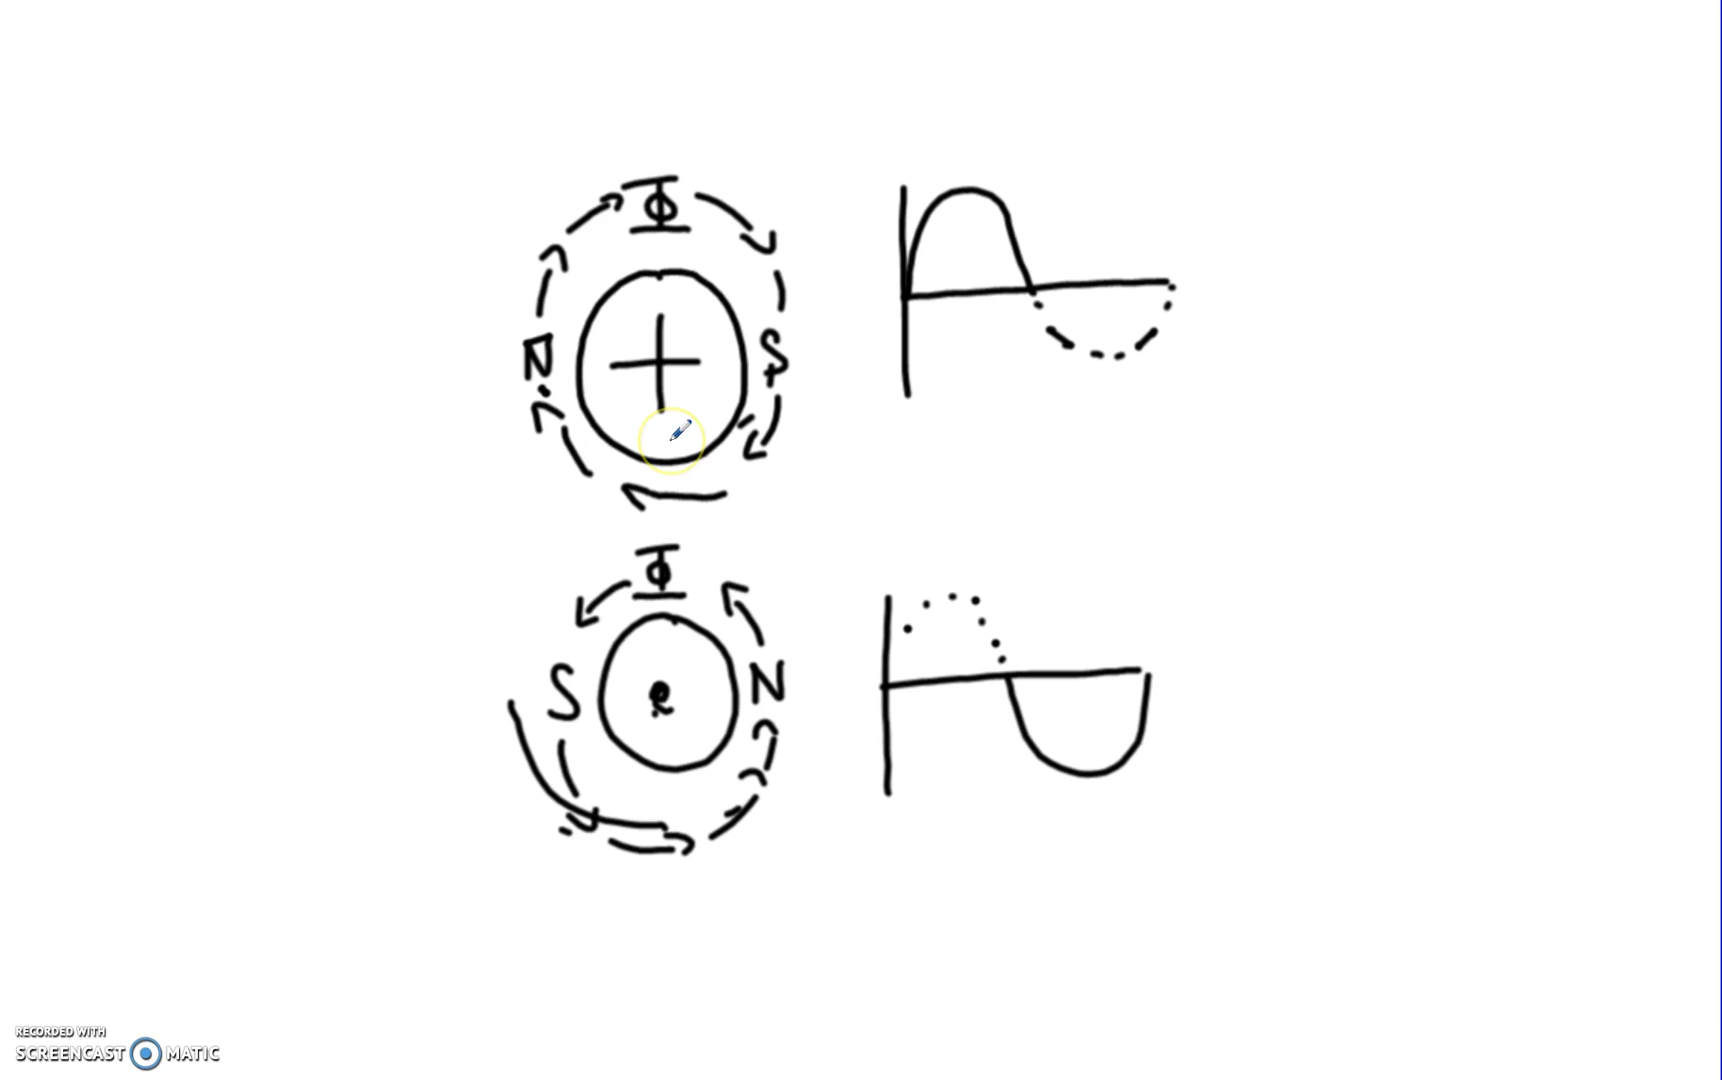 Φ
N S
+
Φ
S N
RECORDED WITH
SCREENCAST MATIC